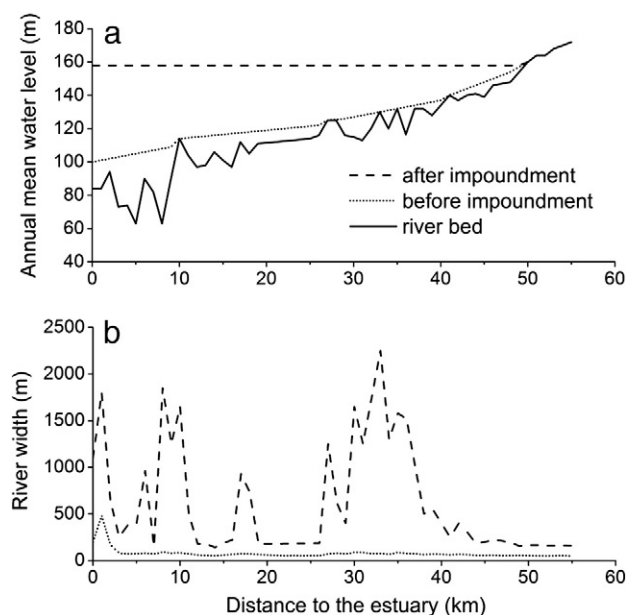 a
Annual mean water level (m)
180
160
140
120
100
80
60
40
0 10 20 30 40 50 60
after impoundment
before impoundment
river bed
b
River width (m)
2500
2000
1500
1000
500
0
0 10 20 30 40 50 60
Distance to the estuary (km)